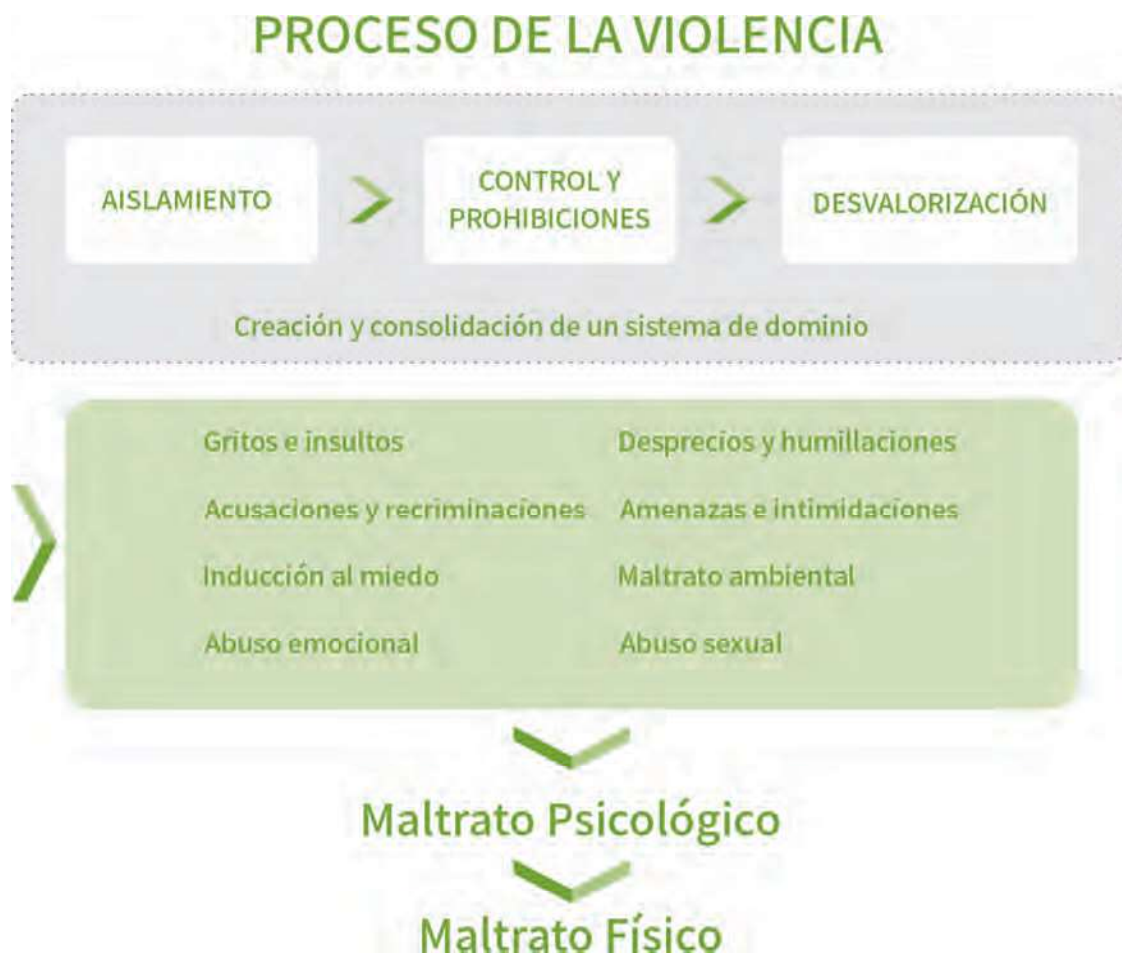 PROCESO DE LA VIOLENCIA
AISLAMIENTO
CONTROL Y
PROHIBICIONES
DESVALORIZACIÓN
Creación y consolidación de un sistema de dominio
Gritos e insultos
Desprecios y humillaciones
Acusaciones y recriminaciones
Amenazas e intimidaciones
Inducción al miedo
Maltrato ambiental
Abuso emocional
Abuso sexual
Maltrato Psicológico
Maltrato Físico